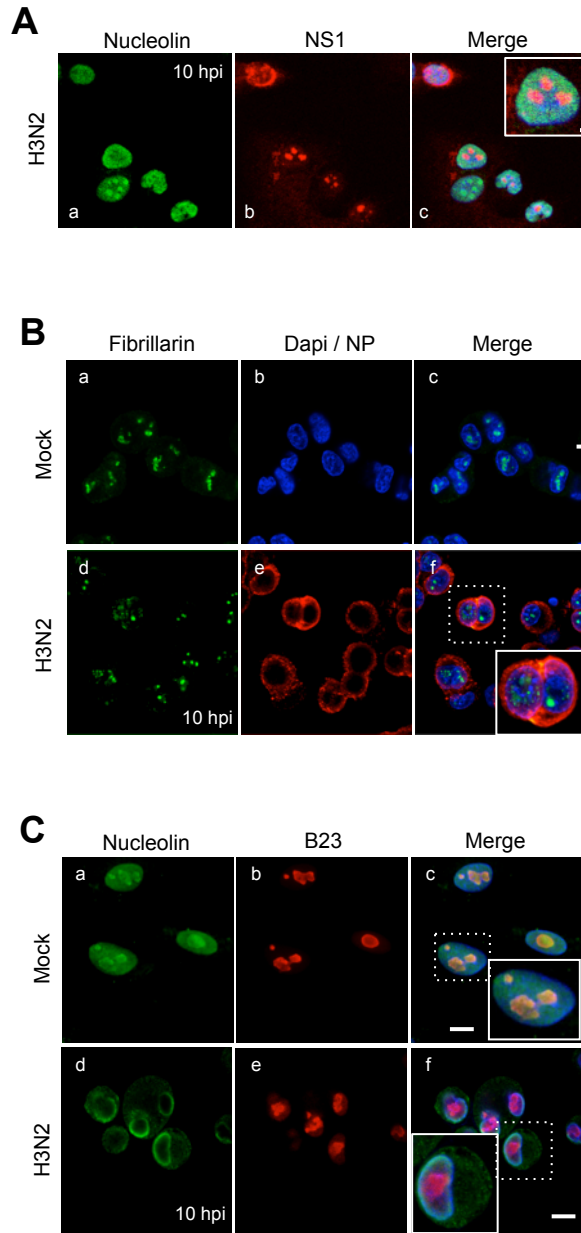 A
Nucleolin NS1 Merge
10 hpi
H3N2
a b c
B
Fibrillarin Dapi / NP Merge
a b c
Mock
d e f
H3N2
10 hpi
C
Nucleolin B23 Merge
a b c
Mock
d e f
H3N2
10 hpi